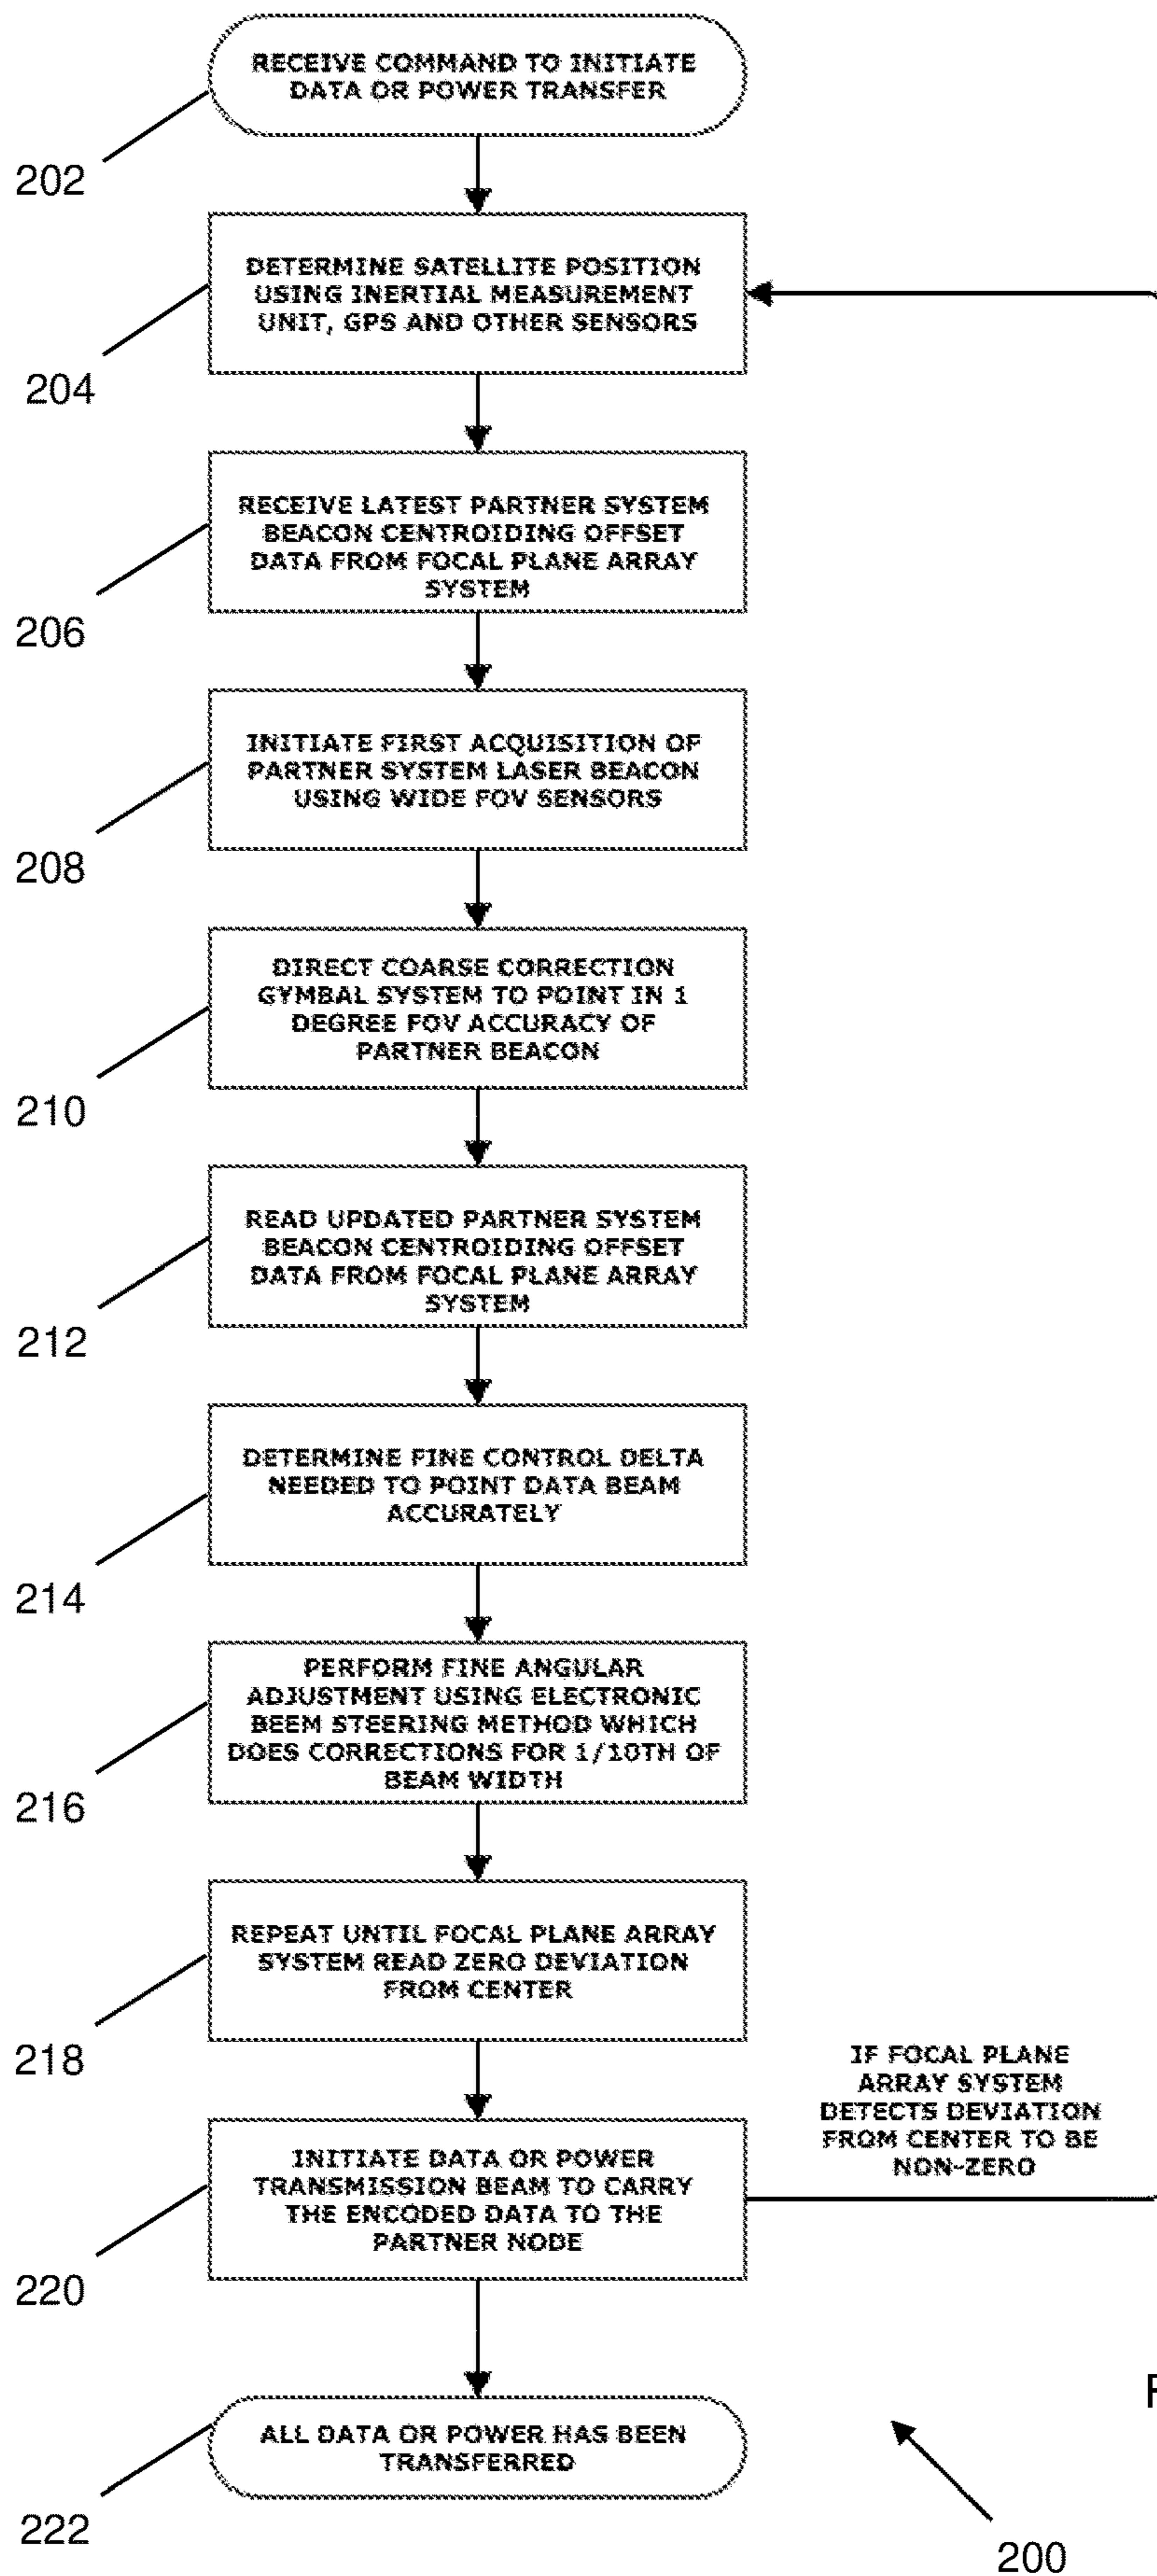 RECEIVE COMMAND TO INITIATE
DATA OR POWER TRANSFER
202
DETERMINE SATELLITE POSITION
USING INERTIAL MEASUREMENT
UNIT, GPS AND OTHER SENSORS
204
RECEIVE LATEST PARTNER SYSTEM
BEACON CENTROIDING OFFSET
DATA FROM FOCAL PLANE ARRAY
SYSTEM
206
INITIATE FIRST ACQUISITION OF
PARTNER SYSTEM LASER BEACON
USING WIDE FOV SENSORS
208
DIRECT COARSE CORRECTION
GYMBAL SYSTEM TO POINT IN 1
DEGREE FOV ACCURACY OF
PARTNER BEACON
210
READ UPDATED PARTNER SYSTEM
BEACON CENTROIDING OFFSET
DATA FROM FOCAL PLANE ARRAY
SYSTEM
212
DETERMINE FINE CONTROL DELTA
NEEDED TO POINT DATA BEAM
ACCURATELY
214
PERFORM FINE ANGULAR
ADJUSTMENT USING ELECTRONIC
BEEM STEERING METHOD WHICH
DOES CORRECTIONS FOR 1/10TH OF
BEAM WIDTH
216
REPEAT UNTIL FOCAL PLANE ARRAY
SYSTEM READ ZERO DEVIATION
FROM CENTER
218
IF FOCAL PLANE
ARRAY SYSTEM
DETECTS DEVIATION
FROM CENTER TO BE
NON-ZERO
INITIATE DATA OR POWER
TRANSMISSION BEAM TO CARRY
THE ENCODED DATA TO THE
PARTNER NODE
220
ALL DATA OR POWER HAS BEEN
TRANSFERRED
222
200